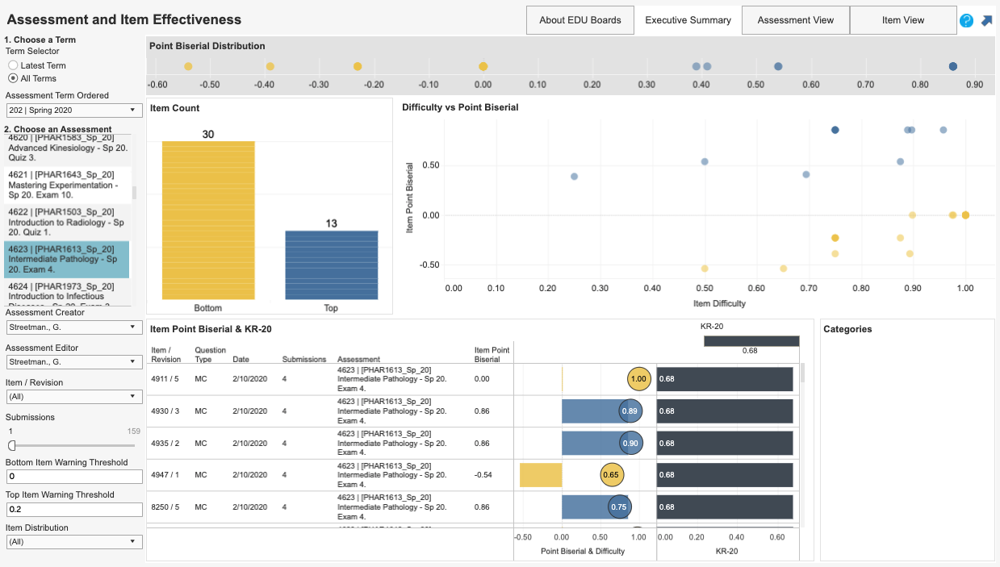 Assessment and Item Effectiveness
About EDU Boards
Executive Summary
Assessment View
Item View
?
1. Choose a Term
Term Selector
Latest Term
All Terms
Assessment Term Ordered
202 | Spring 2020
2. Choose an Assessment
4620 | [PHAR1583_Sp_20]
Advanced Kinesiology - Sp 20.
Quiz 3.
4621 | [PHAR1643_Sp_20]
Mastering Experimentation -
Sp 20. Exam 10.
4622 | [PHAR1503_Sp_20]
Introduction to Radiology - Sp
20. Quiz 1.
4623 | [PHAR1613_Sp_20]
Intermediate Pathology - Sp
20. Exam 4.
4624 | [PHAR1973_Sp_20]
Introduction to Infectious
Assessment Creator
Streetman., G.
Assessment Editor
Streetman., G.
Item / Revision
(All)
Submissions
1
159
Bottom Item Warning Threshold
0
Top Item Warning Threshold
0.2
Item Distribution
(All)
Point Biserial Distribution
-0.60 -0.50 -0.40 -0.30 -0.20 -0.10 0.00 0.10 0.20 0.30 0.40 0.50 0.60 0.70 0.80 0.90
Item Count
30
13
Bottom
Top
Difficulty vs Point Biserial
Item Point Biserial
0.50
0.00
-0.50
0.00 0.10 0.20 0.30 0.40 0.50 0.60 0.70 0.80 0.90 1.00
Item Difficulty
Item Point Biserial & KR-20
KR-20
0.68
Item / Revision
Question Type
Date
Submissions
Assessment
Item Point Biserial
4911 / 5 MC 2/10/2020 4
4623 | [PHAR1613_Sp_20]
Intermediate Pathology - Sp 20.
Exam 4.
0.00 1.00 0.68
4930 / 3 MC 2/10/2020 4
4623 | [PHAR1613_Sp_20]
Intermediate Pathology - Sp 20.
Exam 4.
0.86 0.89 0.68
4935 / 2 MC 2/10/2020 4
4623 | [PHAR1613_Sp_20]
Intermediate Pathology - Sp 20.
Exam 4.
0.86 0.90 0.68
4947 / 1 MC 2/10/2020 4
4623 | [PHAR1613_Sp_20]
Intermediate Pathology - Sp 20.
Exam 4.
-0.54 0.65 0.68
8250 / 5 MC 2/10/2020 4
4623 | [PHAR1613_Sp_20]
Intermediate Pathology - Sp 20.
Exam 4.
0.86 0.75 0.68
-0.50 0.00 0.50 1.00
0.00 0.20 0.40 0.60
Point Biserial & Difficulty
KR-20
Categories